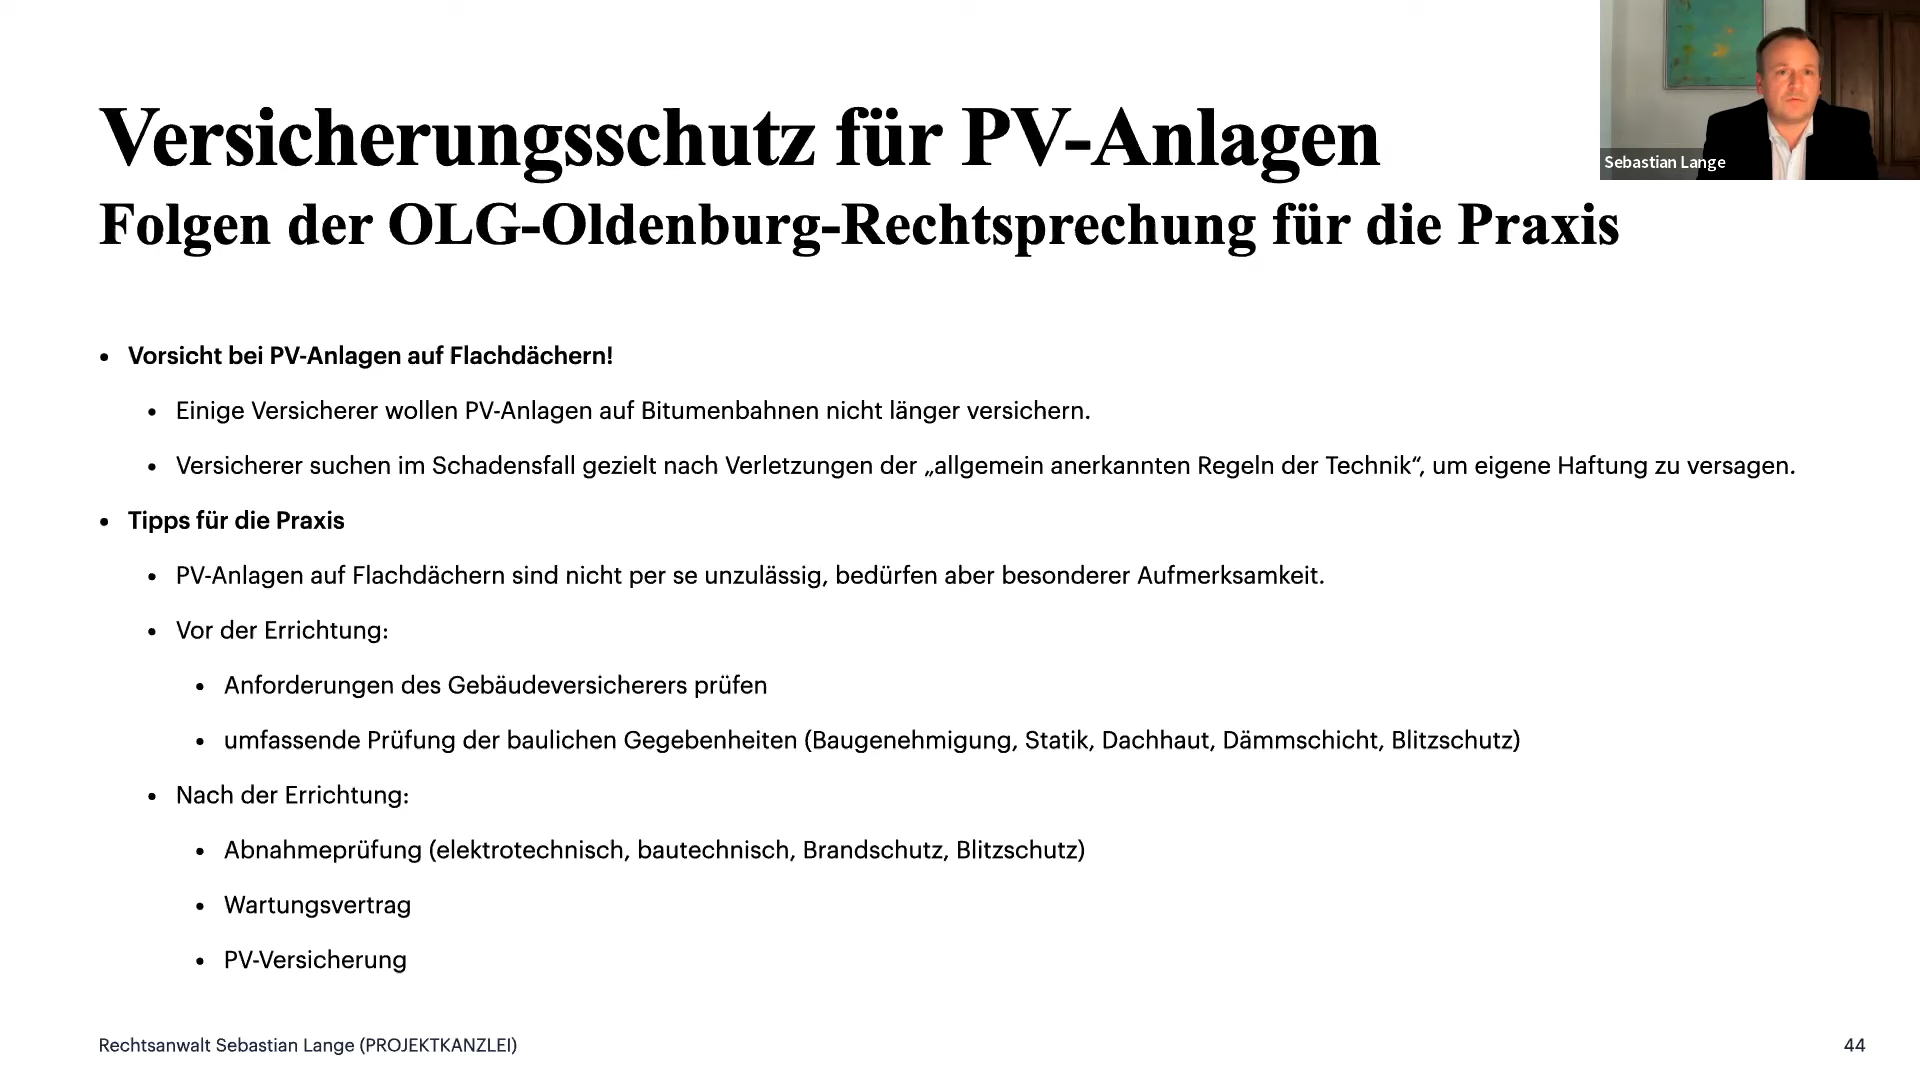 Versicherungsschutz für PV-Anlagen
Sebastian Lange
Folgen der OLG-Oldenburg-Rechtsprechung für die Praxis
• Vorsicht bei PV-Anlagen auf Flachdächern!
• Einige Versicherer wollen PV-Anlagen auf Bitumenbahnen nicht länger versichern.
• Versicherer suchen im Schadensfall gezielt nach Verletzungen der „allgemein anerkannten Regeln der Technik“, um eigene Haftung zu versagen.
• Tipps für die Praxis
• PV-Anlagen auf Flachdächern sind nicht per se unzulässig, bedürfen aber besonderer Aufmerksamkeit.
• Vor der Errichtung:
• Anforderungen des Gebäudeversicherers prüfen
• umfassende Prüfung der baulichen Gegebenheiten (Baugenehmigung, Statik, Dachhaut, Dämmschicht, Blitzschutz)
• Nach der Errichtung:
• Abnahmeprüfung (elektrotechnisch, bautechnisch, Brandschutz, Blitzschutz)
• Wartungsvertrag
• PV-Versicherung
Rechtsanwalt Sebastian Lange (PROJEKTKANZLEI)
44